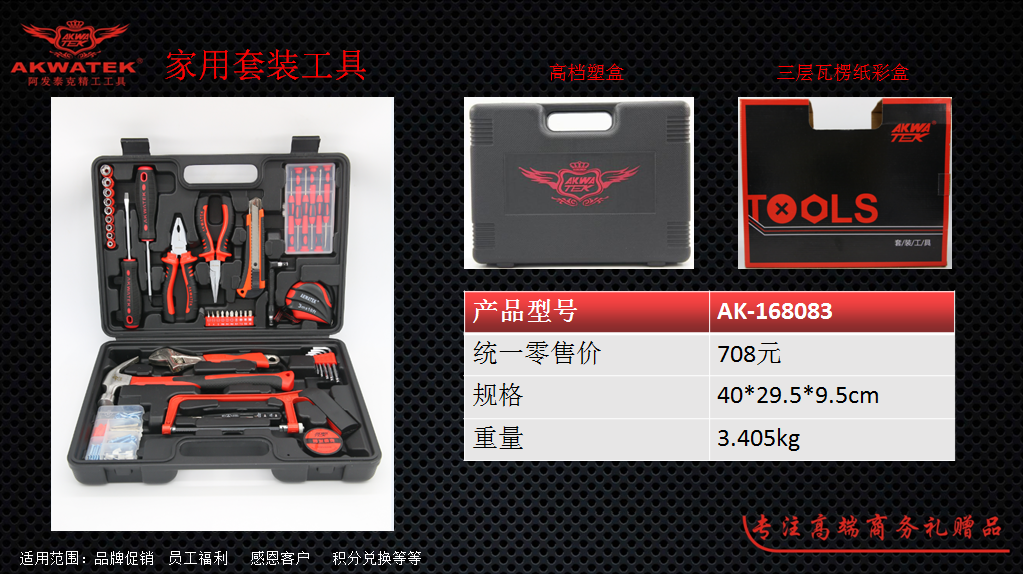 AKWA
TEK
AKWATEK®
阿发泰克精工工具
家用套装工具
高档塑盒
三层瓦楞纸彩盒
AKWATEK
AKWATEK
AKWATEK
AKWA
TEK
AKWA
TEK
TOOLS
套/装/工/具
产品型号 AK-168083
统一零售价 708元
规格 40*29.5*9.5cm
重量 3.405kg
专注高端商务礼赠品
适用范围：品牌促销 员工福利 感恩客户 积分兑换等等